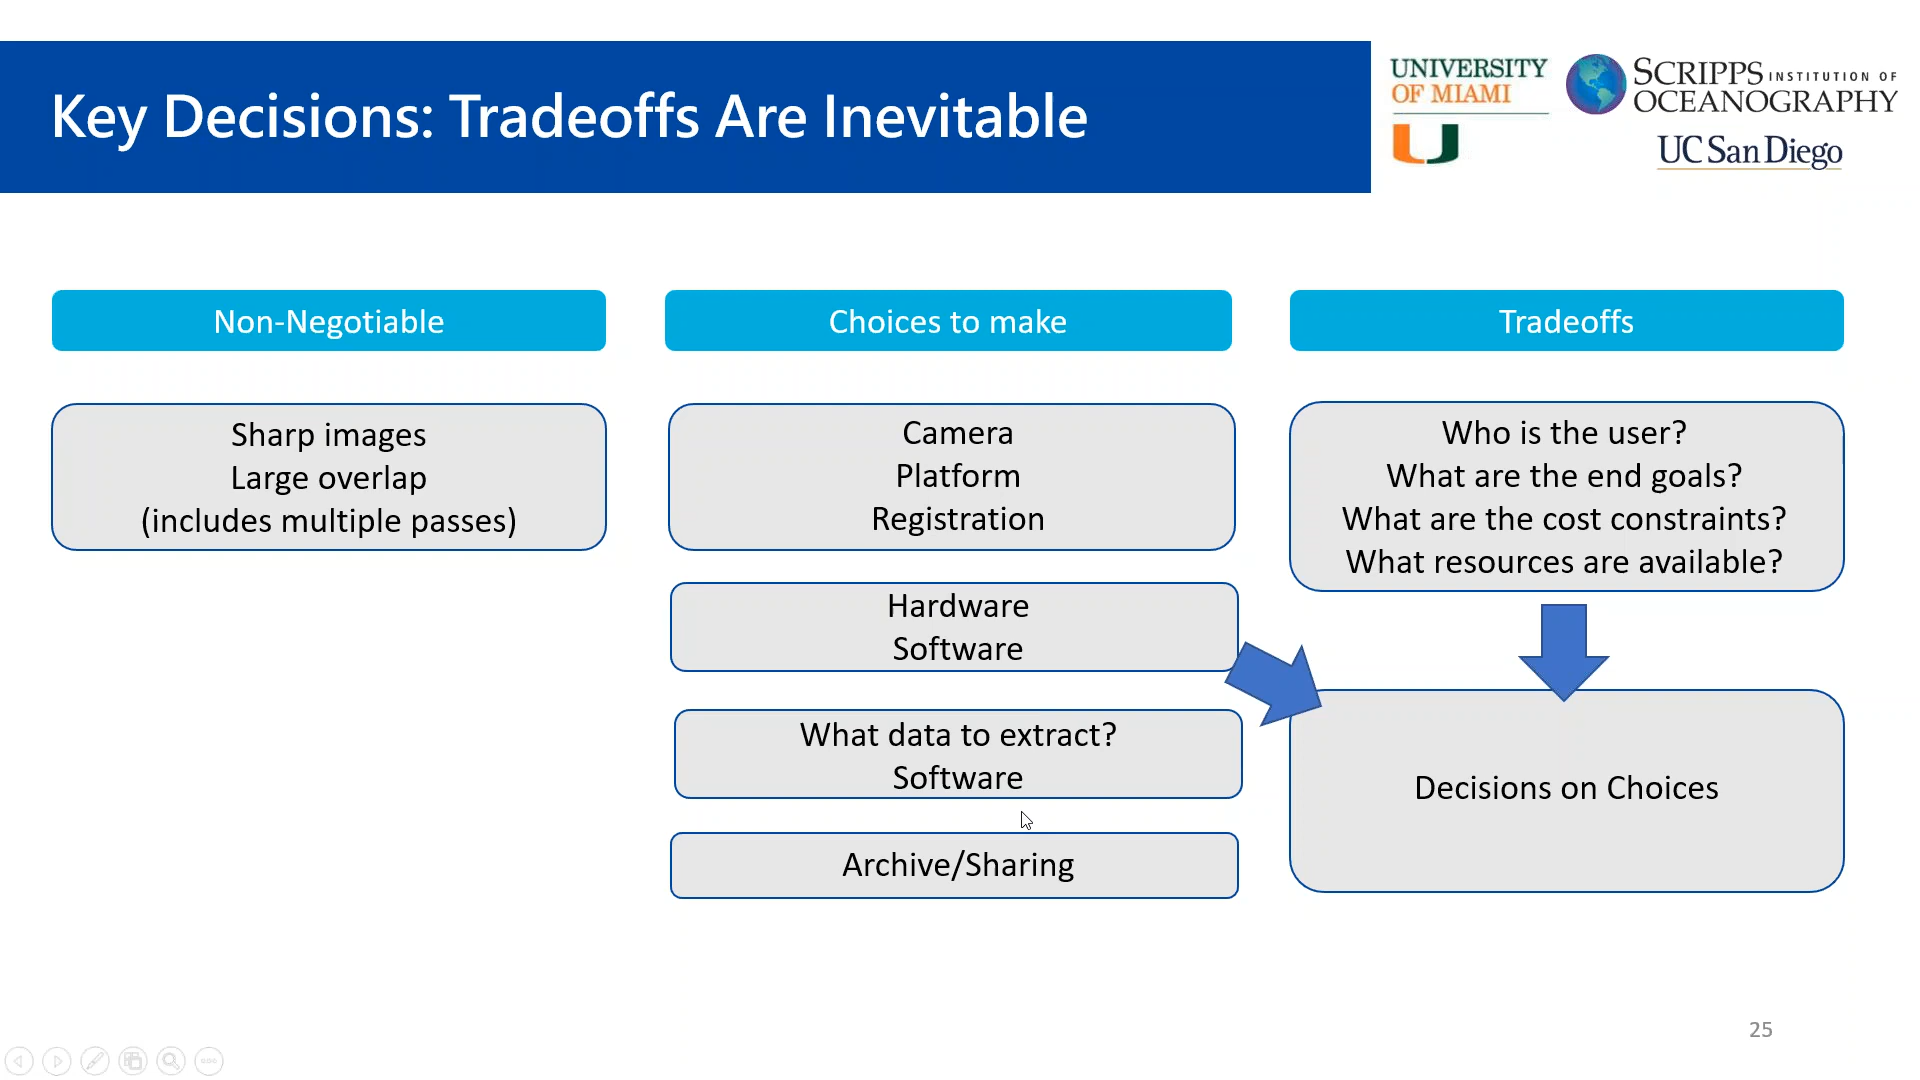 Key Decisions: Tradeoffs Are Inevitable
UNIVERSITY
OF MIAMI
SCRIPPS INSTITUTION OF
OCEANOGRAPHY
UC San Diego
Non-Negotiable
Sharp images
Large overlap
(includes multiple passes)
Choices to make
Camera
Platform
Registration
Hardware
Software
What data to extract?
Software
Archive/Sharing
Tradeoffs
Who is the user?
What are the end goals?
What are the cost constraints?
What resources are available?
Decisions on Choices
25